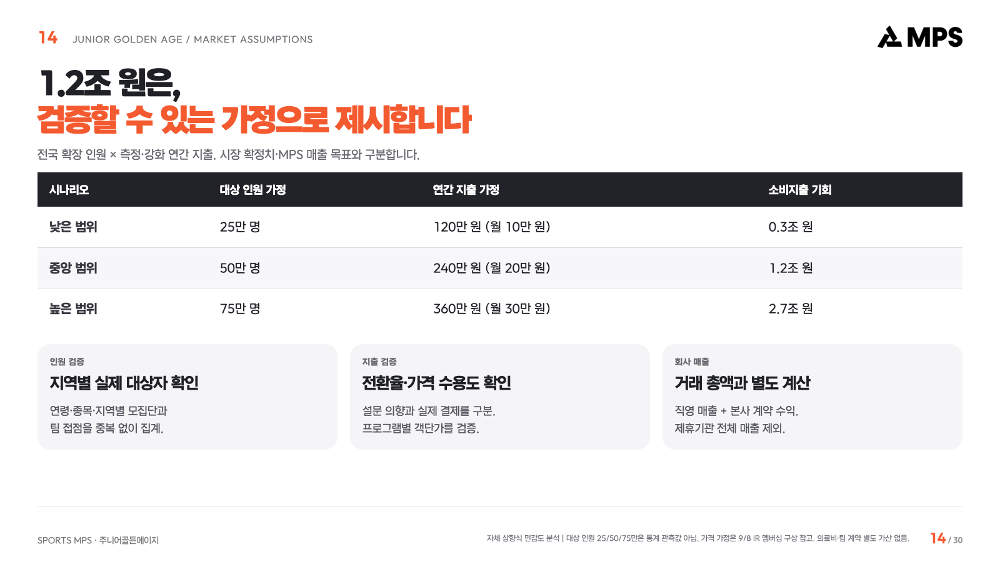 14 JUNIOR GOLDEN AGE / MARKET ASSUMPTIONS
MPS
1.2조 원은,
검증할 수 있는 가정으로 제시합니다
전국 확장 인원 × 측정·강화 연간 지출. 시장 확정치·MPS 매출 목표와 구분합니다.
시나리오 대상 인원 가정 연간 지출 가정 소비지출 기회
낮은 범위 25만 명 120만 원 (월 10만 원) 0.3조 원
중앙 범위 50만 명 240만 원 (월 20만 원) 1.2조 원
높은 범위 75만 명 360만 원 (월 30만 원) 2.7조 원
인원 검증
지역별 실제 대상자 확인
연령·종목·지역별 모집단과
팀 접점을 중복 없이 집계.
지출 검증
전환율·가격 수용도 확인
설문 의향과 실제 결제를 구분.
프로그램별 객단가를 검증.
회사 매출
거래 총액과 별도 계산
직영 매출 + 본사 계약 수익.
제휴기관 전체 매출 제외.
SPORTS MPS · 주니어골든에이지
자체 상향식 민감도 분석 | 대상 인원 25/50/75만은 통계 관측값 아님. 가격 가정은 9/8 IR 멤버십 구상 참고. 의료비·팀 계약 별도 가산 없음.
14 / 30